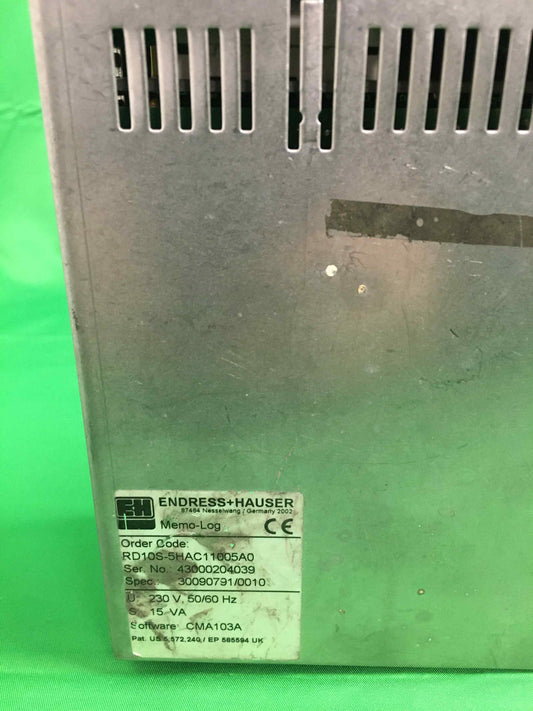 E+H
ENDRESS+HAUSER
87484 Nesselwang / Germany 2002
Memo-Log
CE
Order Code:
RD10S-5HAC11005A0
Ser. No.: 43000204039
Spec.: 30090791/0010
U: 230 V, 50/60 Hz
S: 15 VA
Software: CMA103A
Pat. US 5,572,240 / EP 585594 UK